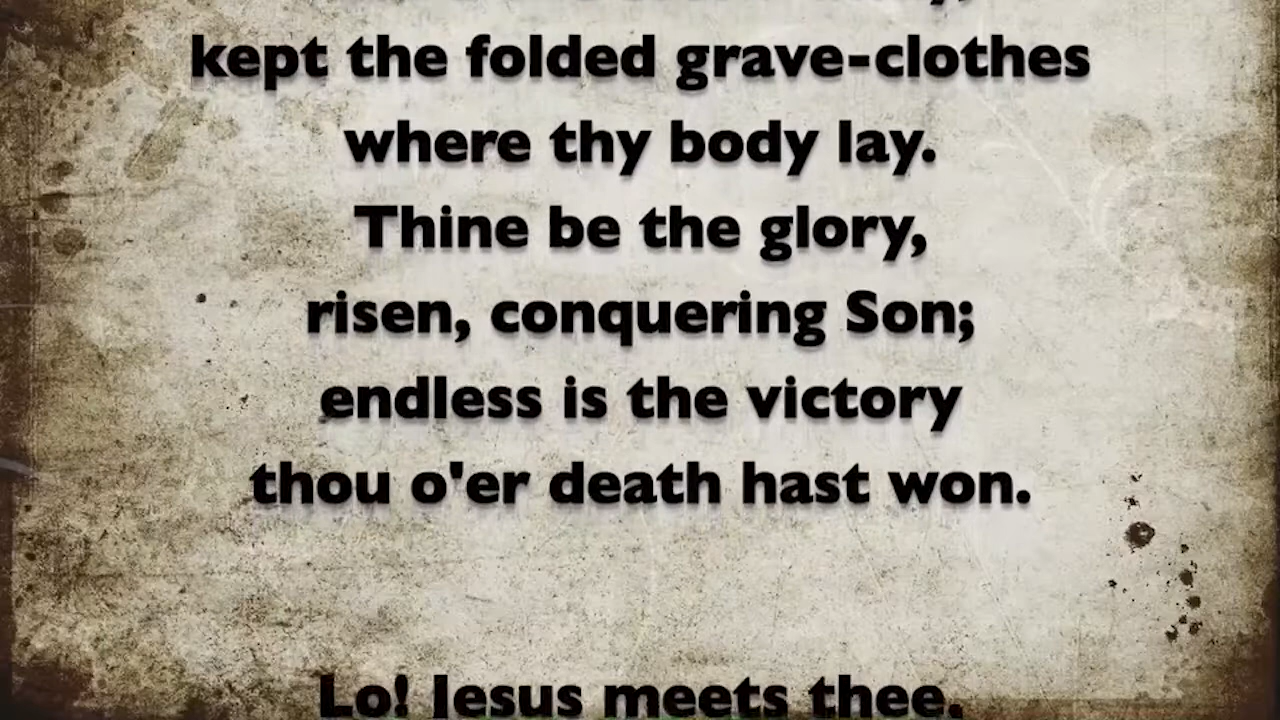 kept the folded grave-clothes
where thy body lay.
Thine be the glory,
risen, conquering Son;
endless is the victory
thou o'er death hast won.
Lo! Jesus meets thee,